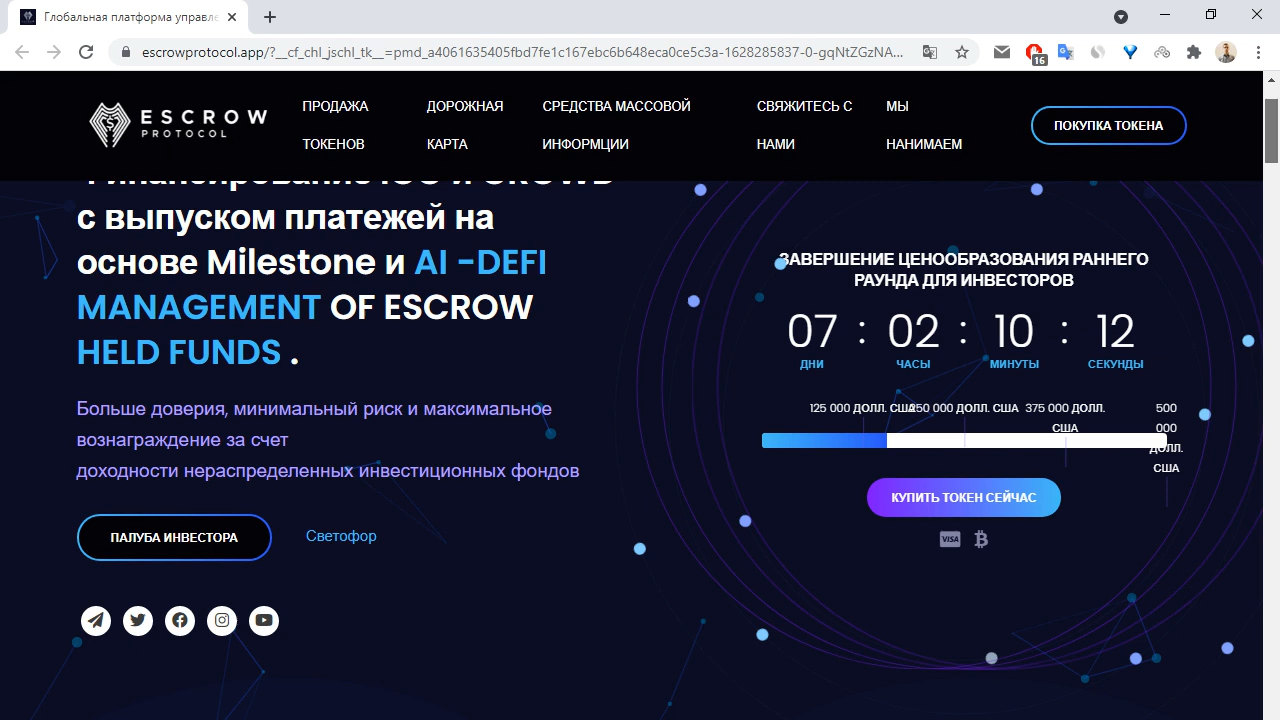 Глобальная платформа управле
escrowprotocol.app/?__cf_chl_jschl_tk__=pmd_a4061635405fbd7fe1c167ebc6b648eca0ce5c3a-1628285837-0-gqNtZGzNA...
16
ESCROW
PROTOCOL
ПРОДАЖА
ТОКЕНОВ
ДОРОЖНАЯ
КАРТА
СРЕДСТВА МАССОВОЙ
ИНФОРМЦИИ
СВЯЖИТЕСЬ С
НАМИ
МЫ
НАНИМАЕМ
ПОКУПКА ТОКЕНА
с выпуском платежей на
основе Milestone и AI -DEFI
MANAGEMENT OF ESCROW
HELD FUNDS .
Больше доверия, минимальный риск и максимальное
вознаграждение за счет
доходности нераспределенных инвестиционных фондов
ПАЛУБА ИНВЕСТОРА
Светофор
ЗАВЕРШЕНИЕ ЦЕНООБРАЗОВАНИЯ РАННЕГО
РАУНДА ДЛЯ ИНВЕСТОРОВ
07 : 02 : 10 : 12
ДНИ ЧАСЫ МИНУТЫ СЕКУНДЫ
125 000 ДОЛЛ. США
250 000 ДОЛЛ. США
375 000 ДОЛЛ.
США
500
000
ДОЛЛ.
США
КУПИТЬ ТОКЕН СЕЙЧАС
VISA